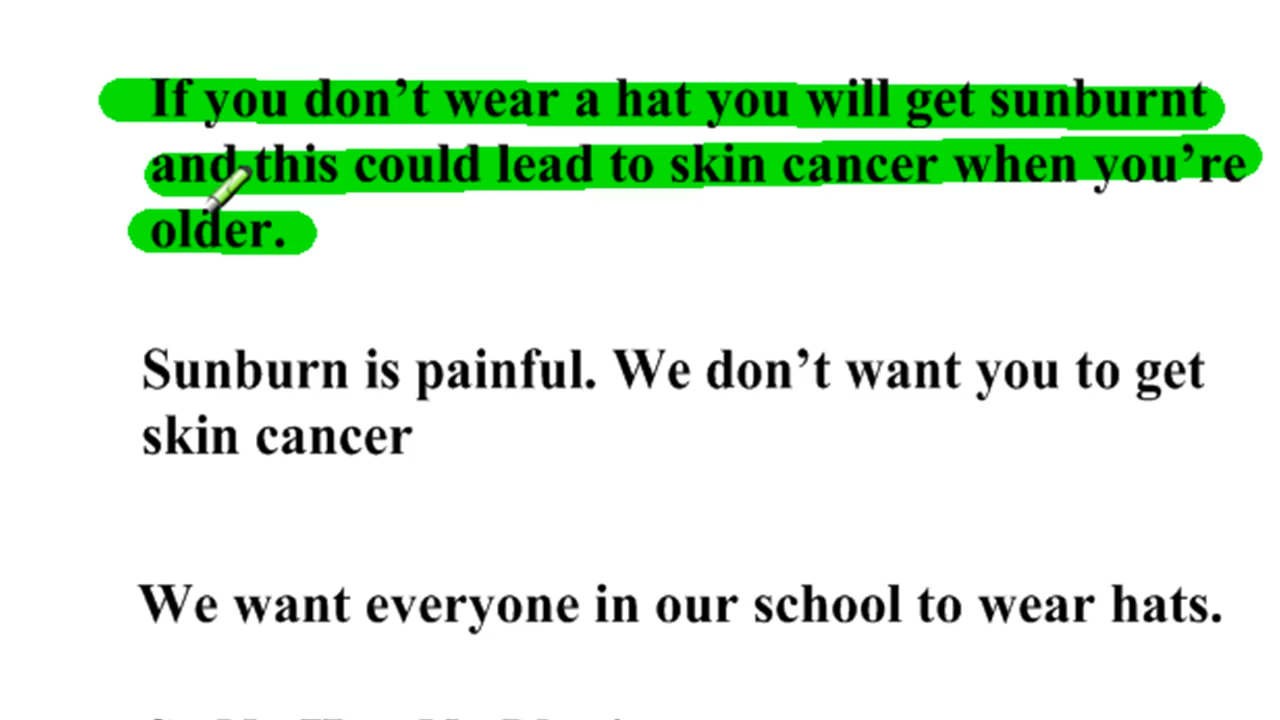 If you don’t wear a hat you will get sunburnt
and this could lead to skin cancer when you’re
older.
Sunburn is painful. We don’t want you to get
skin cancer
We want everyone in our school to wear hats.